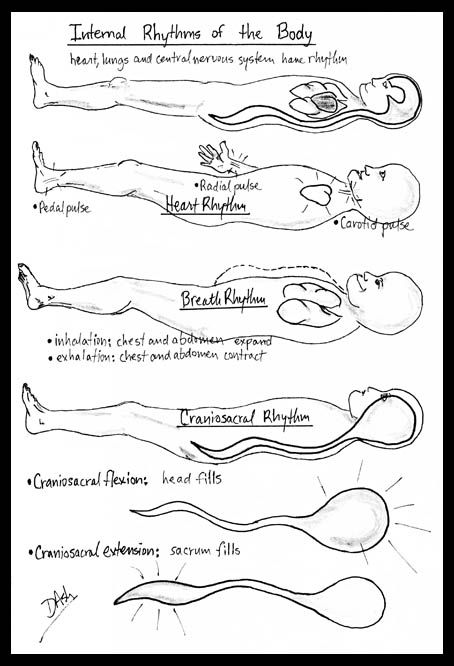 Internal Rhythms of the Body
heart, lungs and central nervous system have rhythm
• Radial pulse
• Pedal pulse
Heart Rhythm
• Carotid pulse
Breath Rhythm
• inhalation: chest and abdomen expand
• exhalation: chest and abdomen contract
Craniosacral Rhythm
• Craniosacral flexion: head fills
• Craniosacral extension: sacrum fills